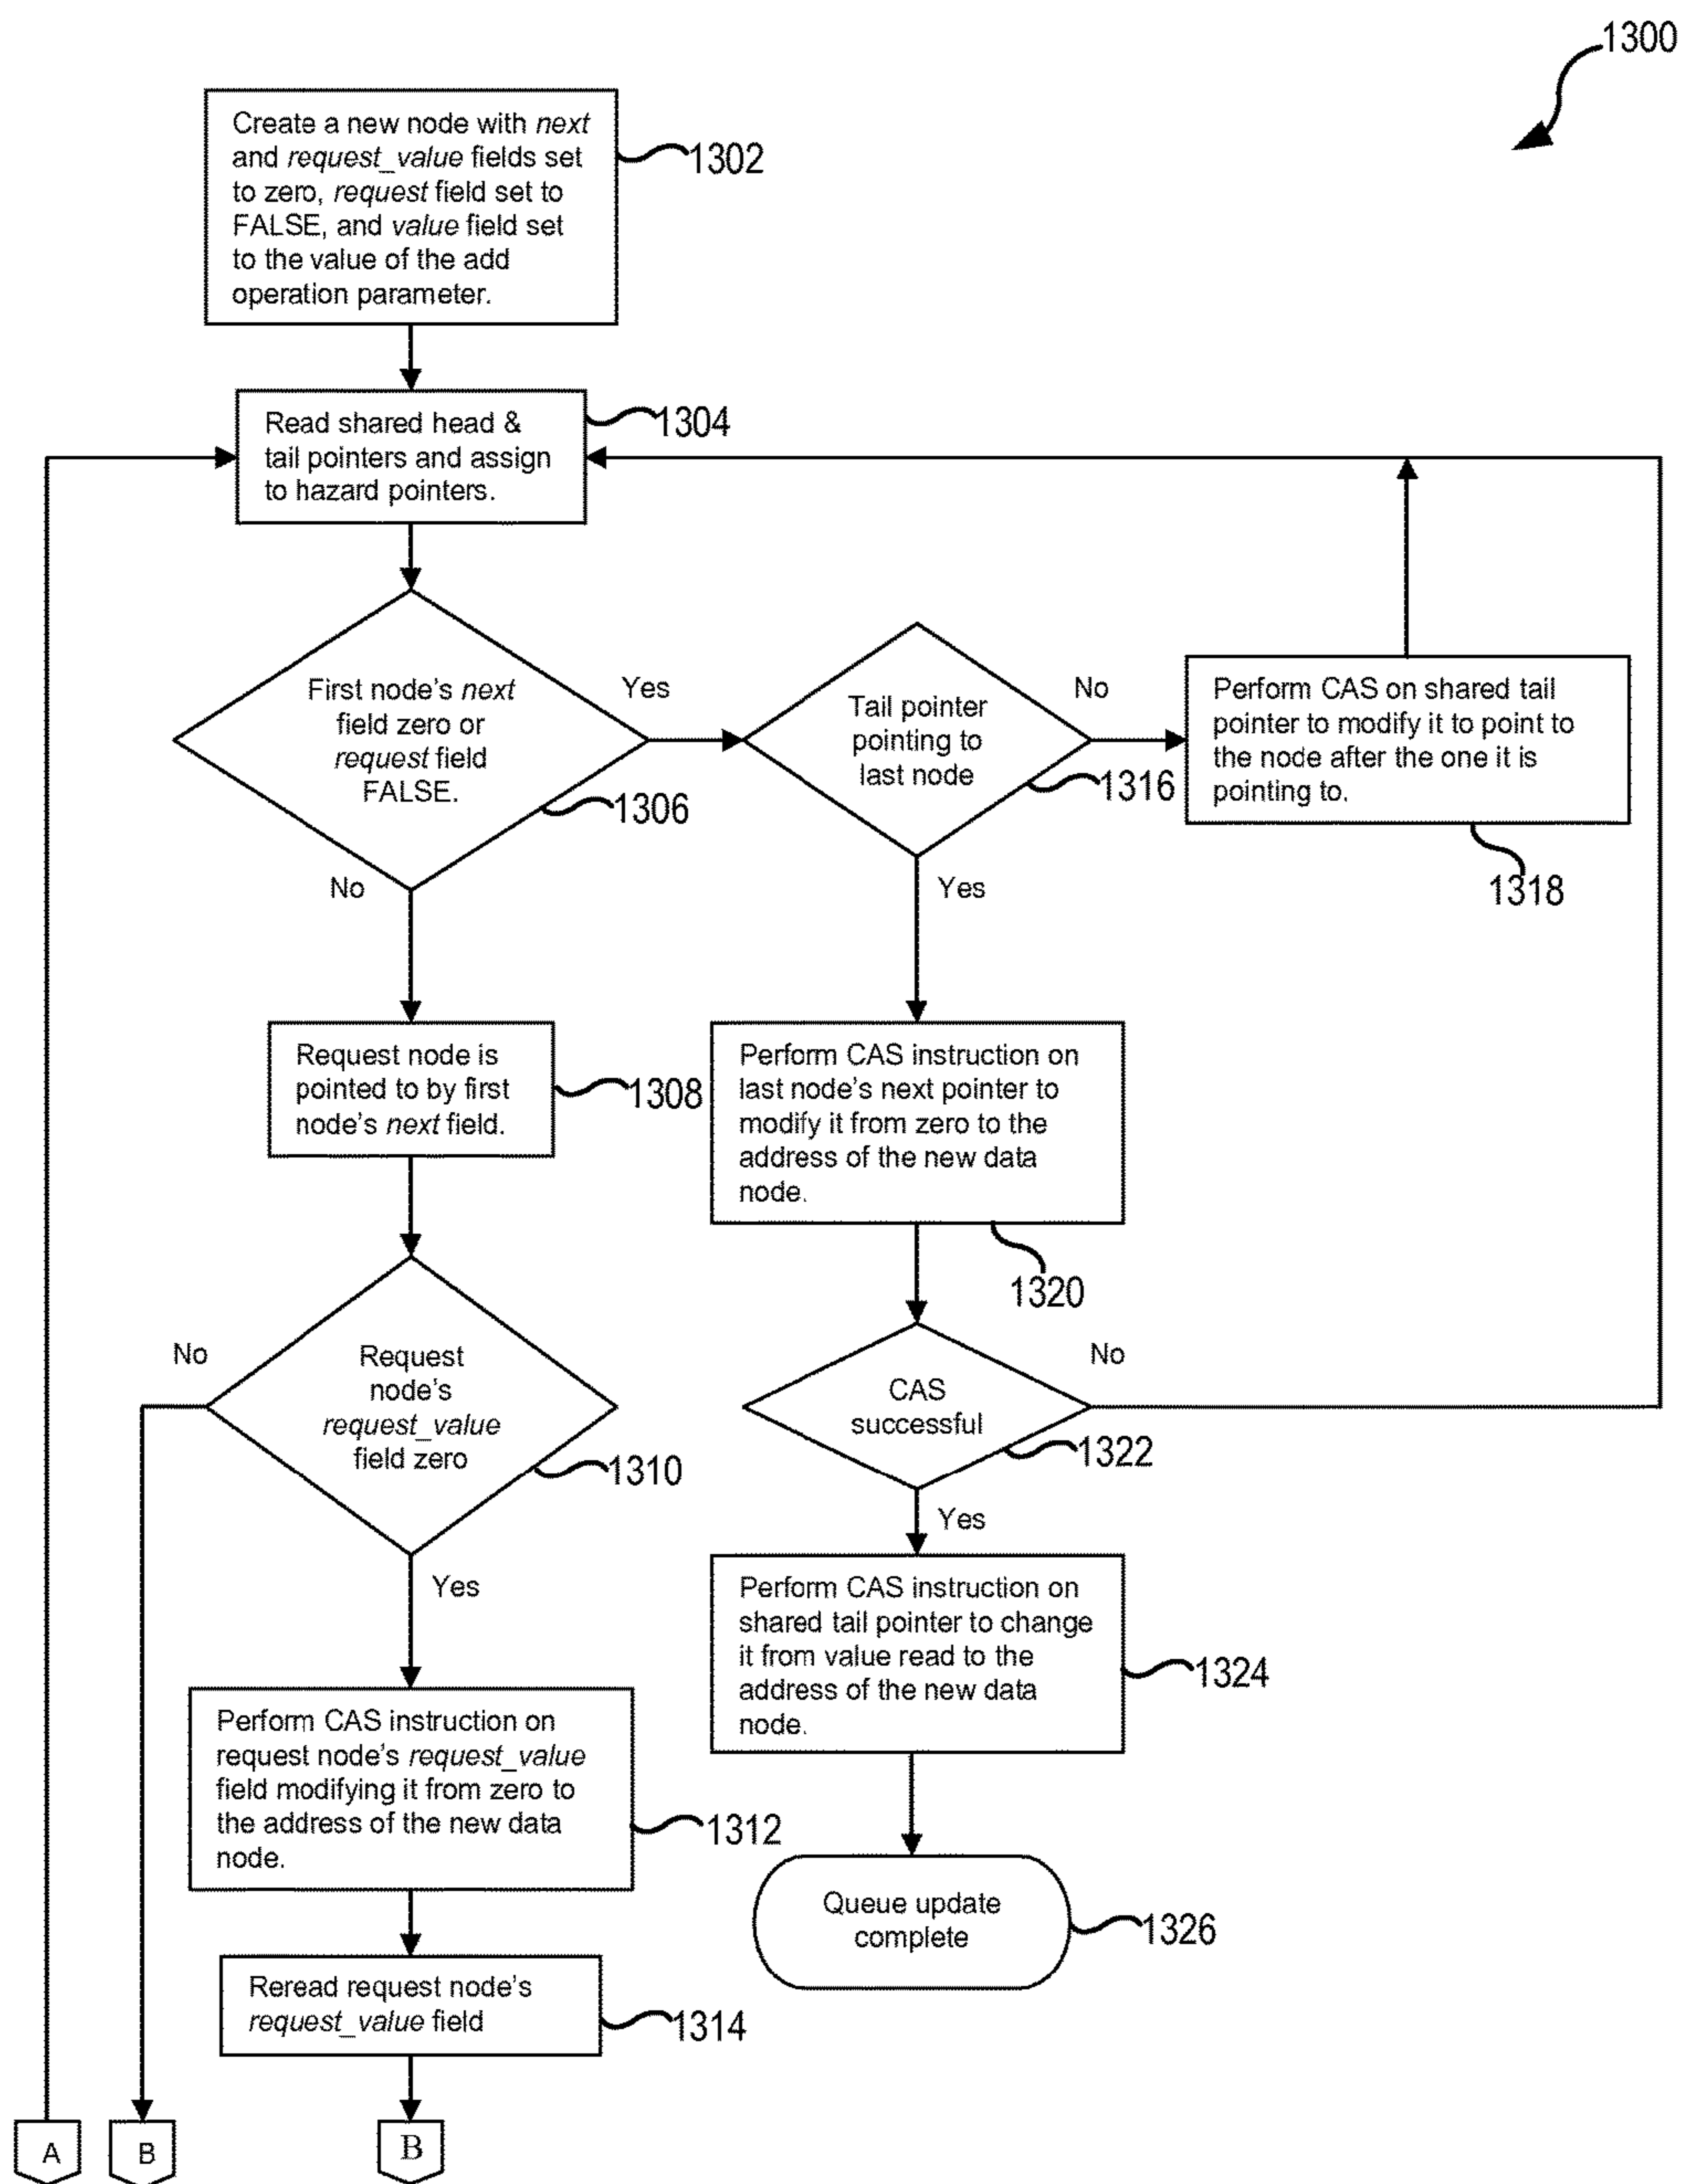 1300
Create a new node with next
and request_value fields set
to zero, request field set to
FALSE, and value field set
to the value of the add
operation parameter.
1302
Read shared head &
tail pointers and assign
to hazard pointers.
1304
First node's next
field zero or
request field
FALSE.
1306
Yes
No
Tail pointer
pointing to
last node
1316
No
Yes
Perform CAS on shared tail
pointer to modify it to point to
the node after the one it is
pointing to.
1318
Request node is
pointed to by first
node's next field.
1308
Perform CAS instruction on
last node's next pointer to
modify it from zero to the
address of the new data
node.
1320
Request
node's
request_value
field zero
1310
No
Yes
CAS
successful
1322
No
Yes
Perform CAS instruction on
shared tail pointer to change
it from value read to the
address of the new data
node.
1324
Perform CAS instruction on
request node's request_value
field modifying it from zero to
the address of the new data
node.
1312
Queue update
complete
1326
Reread request node's
request_value field
1314
A
B
B